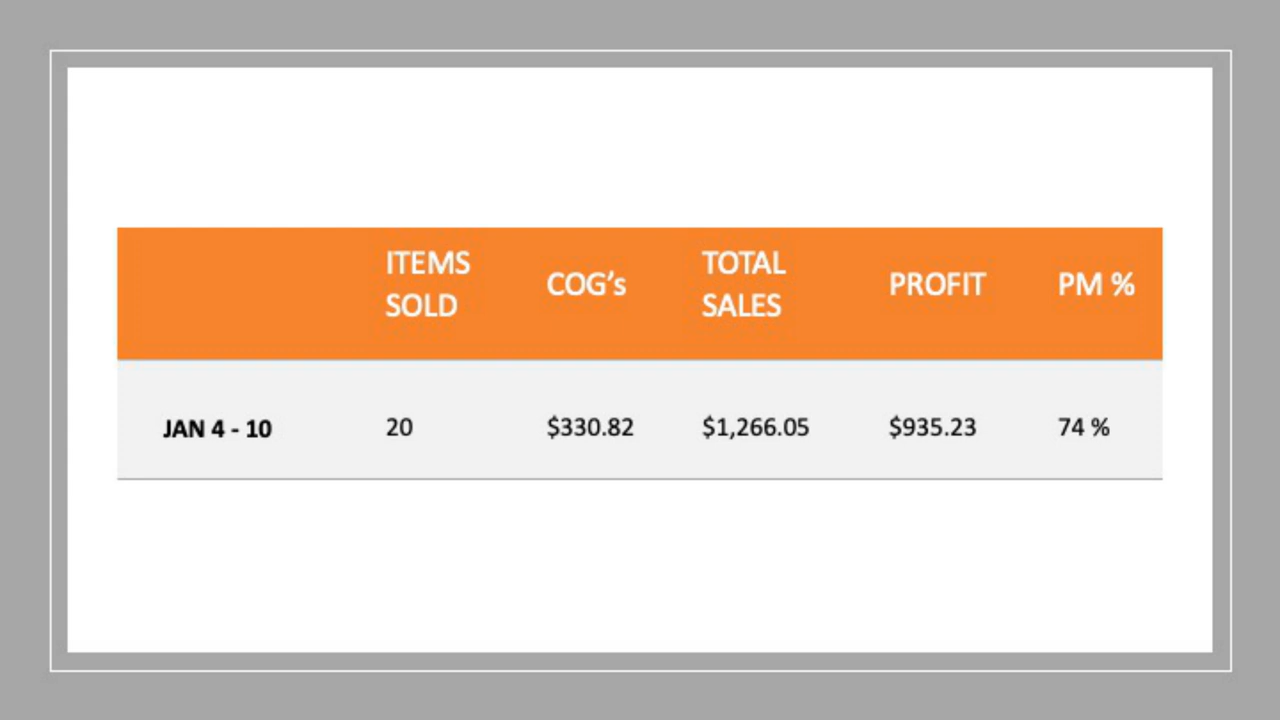 ITEMS SOLD COG’s TOTAL SALES PROFIT PM %
JAN 4 - 10 20 $330.82 $1,266.05 $935.23 74 %